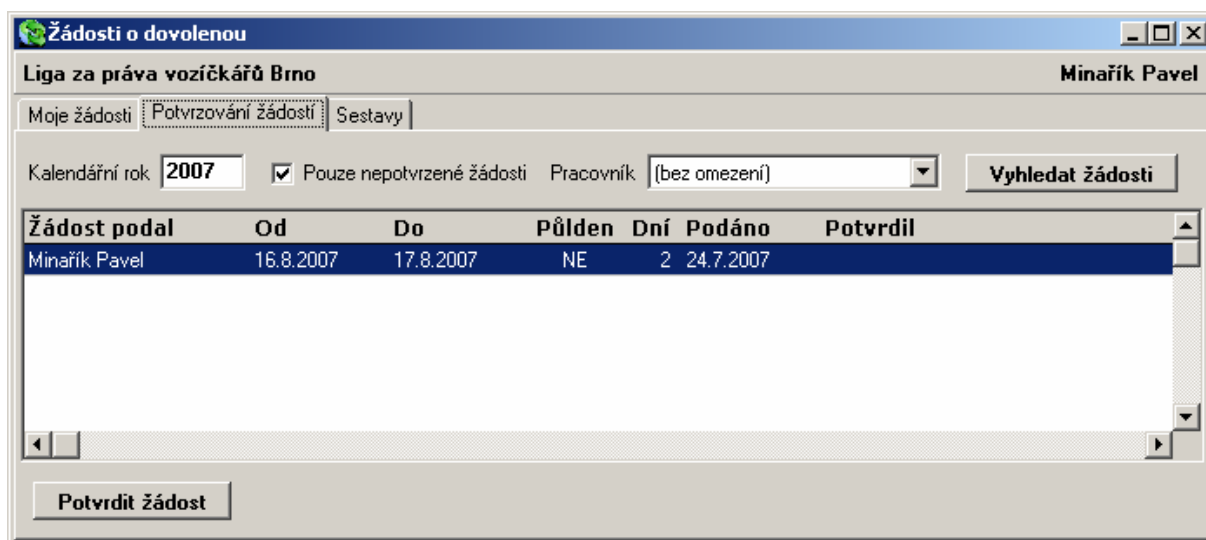 Žádosti o dovolenou
Liga za práva vozíčkářů Brno Minařík Pavel
Moje žádosti Potvrzování žádostí Sestavy
Kalendářní rok 2007 Pouze nepotvrzené žádosti Pracovník (bez omezení) Vyhledat žádosti
Žádost podal Od Do Půlden Dní Podáno Potvrdil
Minařík Pavel 16.8.2007 17.8.2007 NE 2 24.7.2007
Potvrdit žádost